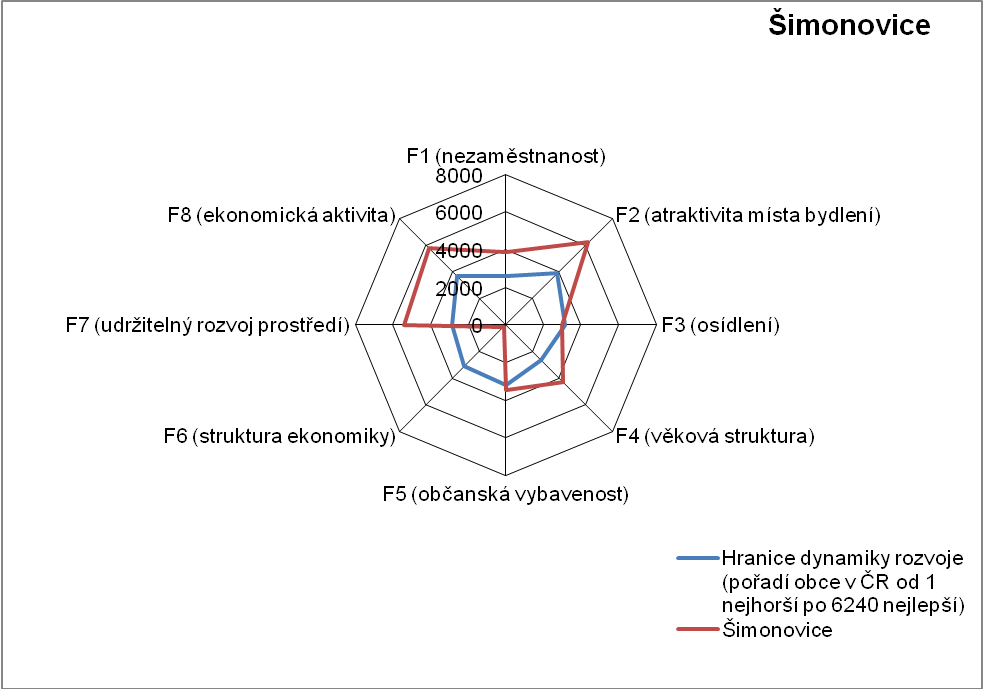 Šimonovice
F1 (nezaměstnanost)
8000
6000
4000
2000
0
F2 (atraktivita místa bydlení)
F3 (osídlení)
F4 (věková struktura)
F5 (občanská vybavenost)
F6 (struktura ekonomiky)
F7 (udržitelný rozvoj prostředí)
F8 (ekonomická aktivita)
Hranice dynamiky rozvoje
(pořadí obce v ČR od 1
nejhorší po 6240 nejlepší)
Šimonovice